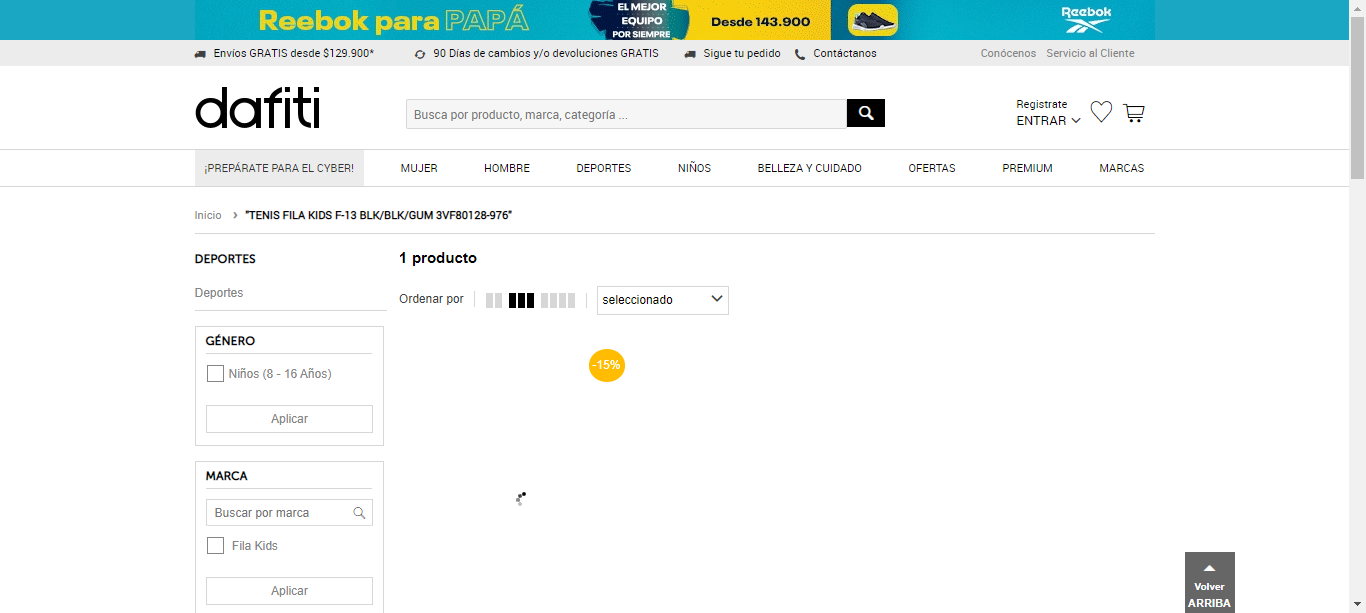 Reebok para PAPÁ
EL MEJOR
EQUIPO
POR SIEMPRE
Desde 143.900
Reebok
Envíos GRATIS desde $129.900*
90 Días de cambios y/o devoluciones GRATIS
Sigue tu pedido
Contáctanos
Conócenos
Servicio al Cliente
dafiti
Busca por producto, marca, categoría ...
Registrate
ENTRAR
¡PREPÁRATE PARA EL CYBER!
MUJER
HOMBRE
DEPORTES
NIÑOS
BELLEZA Y CUIDADO
OFERTAS
PREMIUM
MARCAS
Inicio > "TENIS FILA KIDS F-13 BLK/BLK/GUM 3VF80128-976"
DEPORTES
Deportes
GÉNERO
Niños (8 - 16 Años)
Aplicar
MARCA
Buscar por marca
Fila Kids
Aplicar
1 producto
Ordenar por
seleccionado
-15%
Volver
ARRIBA